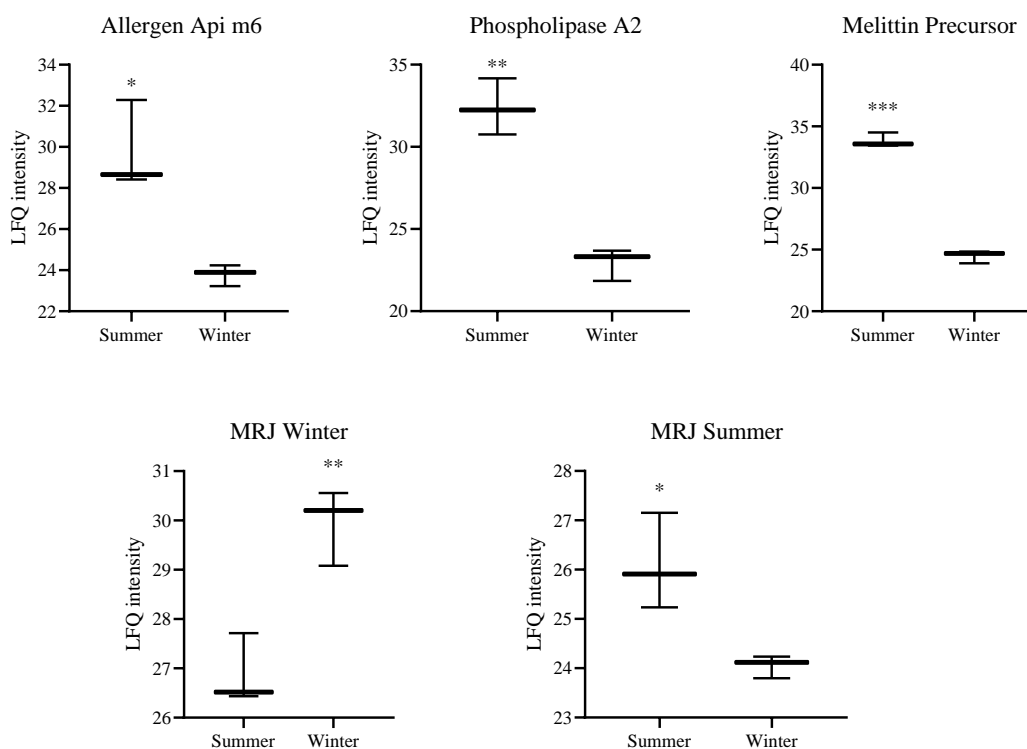 Allergen Api m6
Phospholipase A2
Melittin Precursor
LFQ intensity
34
32
30
28
26
24
22
*
Summer
Winter
LFQ intensity
35
30
25
20
**
Summer
Winter
LFQ intensity
40
35
30
25
20
***
Summer
Winter
MRJ Winter
MRJ Summer
LFQ intensity
31
30
29
28
27
26
**
Summer
Winter
LFQ intensity
28
27
26
25
24
23
*
Summer
Winter